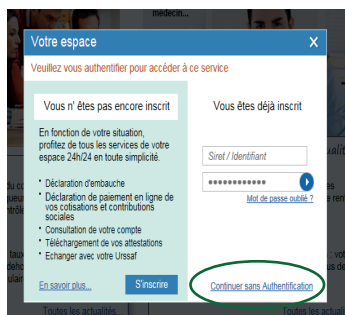 médecin...
Votre espace X
Veuillez vous authentifier pour accéder à ce service
Vous n' êtes pas encore inscrit
En fonction de votre situation,
profitez de tous les services de votre
espace 24h/24 en toute simplicité.
* Déclaration d'embauche
* Déclaration de paiement en ligne de
vos cotisations et contributions
sociales
* Consultation de votre compte
* Téléchargement de vos attestations
* Echanger avec votre Urssaf
En savoir plus...
S'inscrire
Vous êtes déjà inscrit
Siret / Identifiant
Mot de passe oublié ?
Continuer sans Authentification
Toutes les actualités
Toutes les actualit